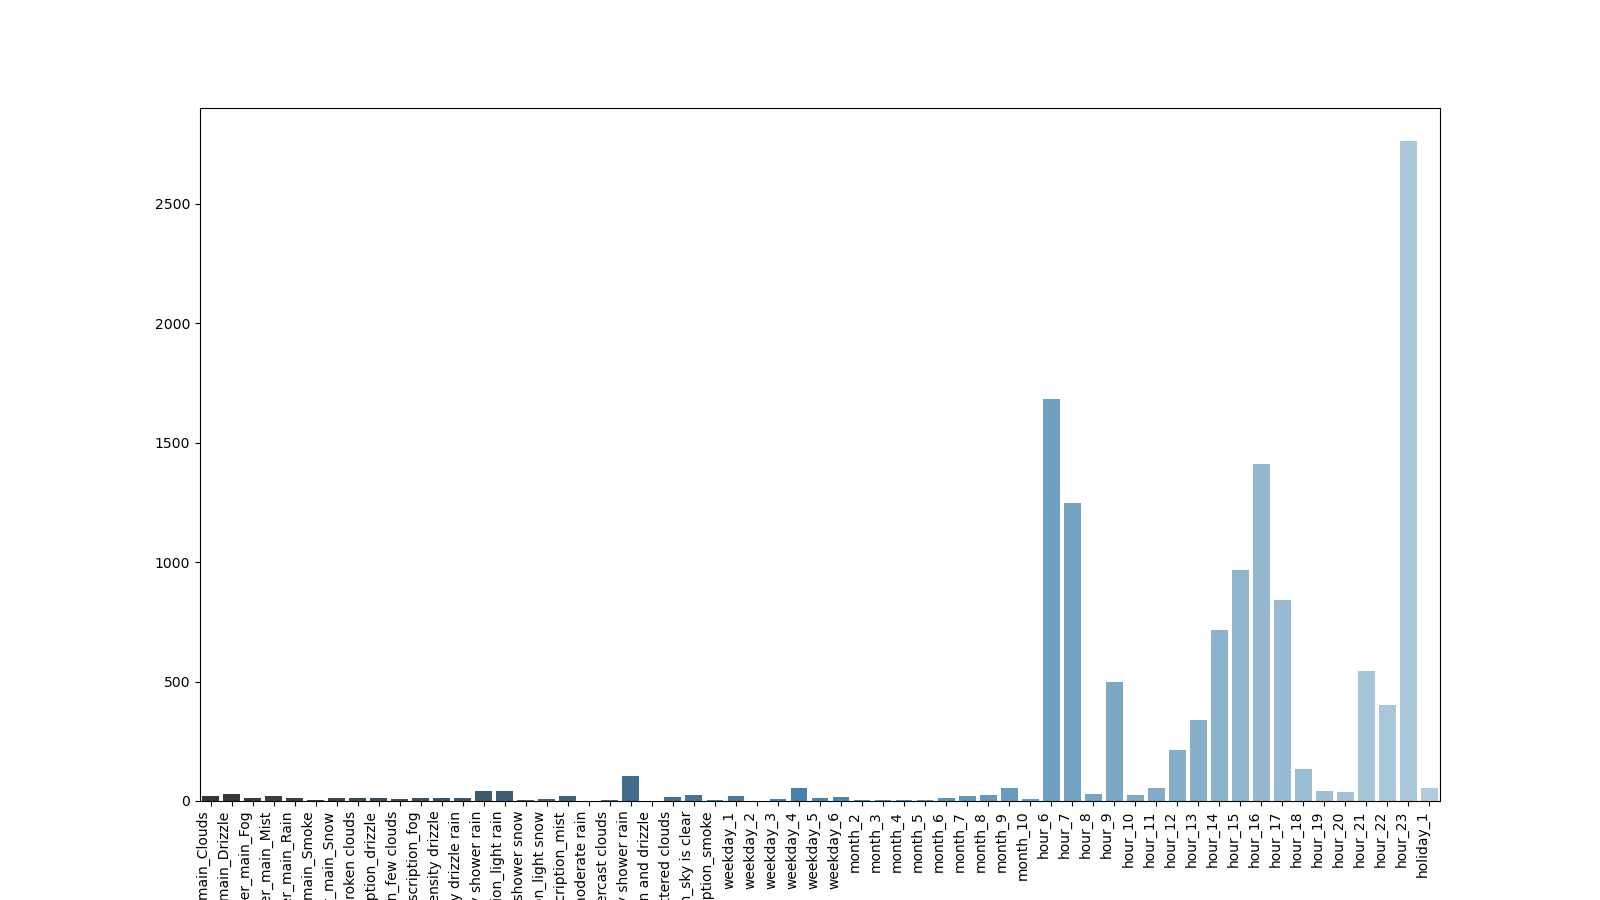 2500
2000
1500
1000
500
0
main_Clouds
main_Drizzle
er_main_Fog
er_main_Mist
er_main_Rain
main_Smoke
_main_Snow
roken clouds
ption_drizzle
n_few clouds
scription_fog
ensity drizzle
y drizzle rain
y shower rain
ion_light rain
shower snow
on_light snow
cription_mist
noderate rain
ercast clouds
y shower rain
n and drizzle
ttered clouds
n_sky is clear
ption_smoke
weekday_1
weekday_2
weekday_3
weekday_4
weekday_5
weekday_6
month_2
month_3
month_4
month_5
month_6
month_7
month_8
month_9
month_10
hour_6
hour_7
hour_8
hour_9
hour_10
hour_11
hour_12
hour_13
hour_14
hour_15
hour_16
hour_17
hour_18
hour_19
hour_20
hour_21
hour_22
hour_23
holiday_1